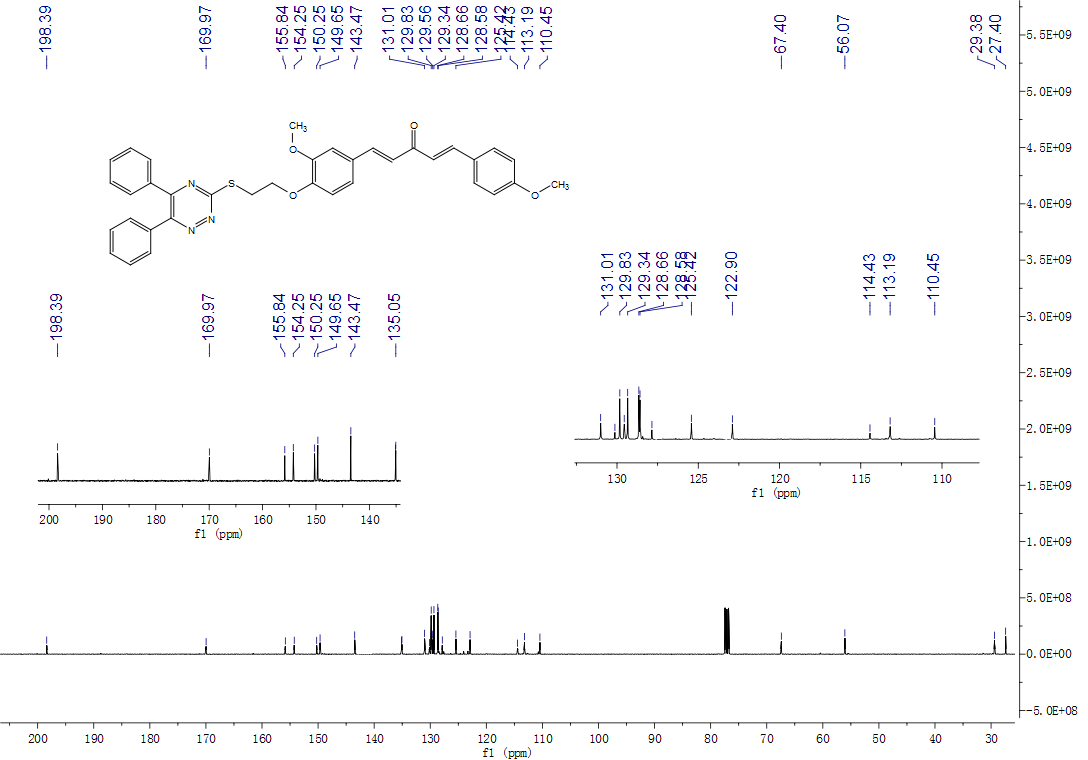 198.39
169.97
155.84
154.25
150.25
149.65
143.47
131.01
129.83
129.56
129.34
128.66
128.58
125.42
114.43
113.19
110.45
67.40
56.07
29.38
27.40
5.5E+09
5.0E+09
4.5E+09
4.0E+09
3.5E+09
3.0E+09
2.5E+09
2.0E+09
1.5E+09
1.0E+09
5.0E+08
0.0E+00
-5.0E+08
CH3
O
O
N
S
O
N
N
O
CH3
198.39
169.97
155.84
154.25
150.25
149.65
143.47
135.05
200 190 180 170 160 150 140
f1 (ppm)
131.01
129.83
129.34
128.66
128.58
125.42
122.90
114.43
113.19
110.45
130 125 120 115 110
f1 (ppm)
200 190 180 170 160 150 140 130 120 110 100 90 80 70 60 50 40 30
f1 (ppm)